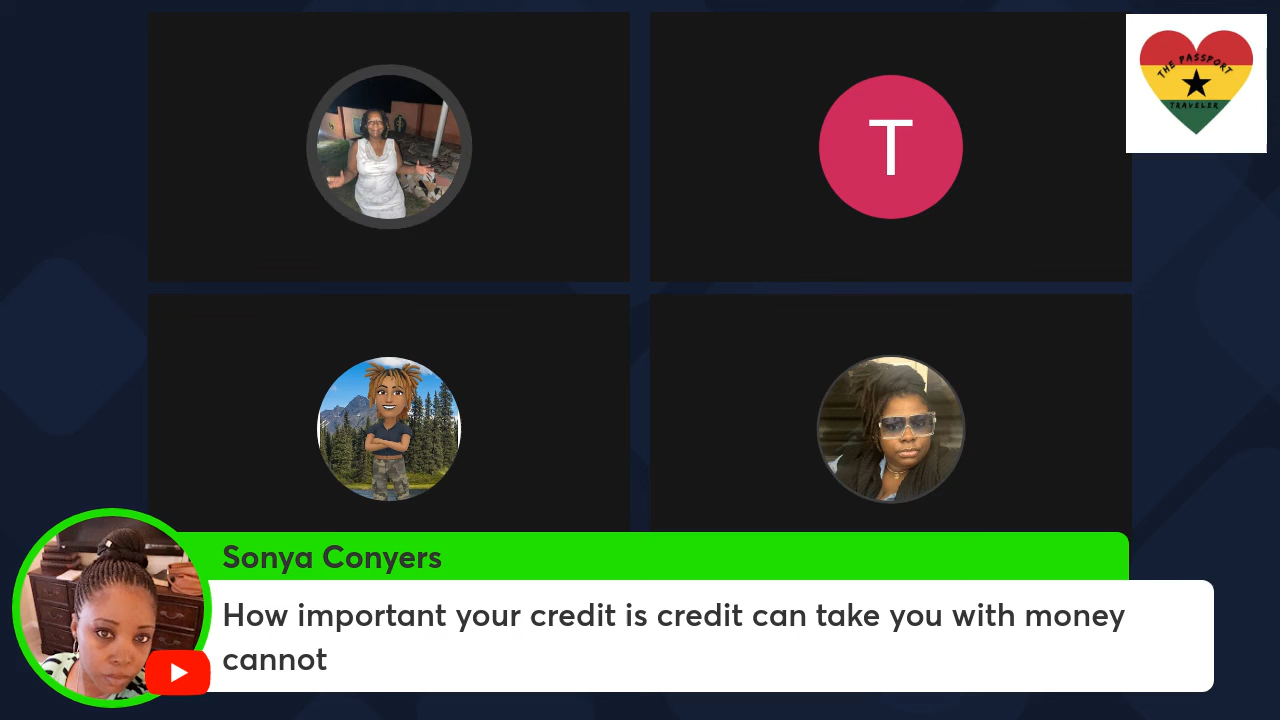 THE PASSPORT
TRAVELER
T
Sonya Conyers
How important your credit is credit can take you with money
cannot